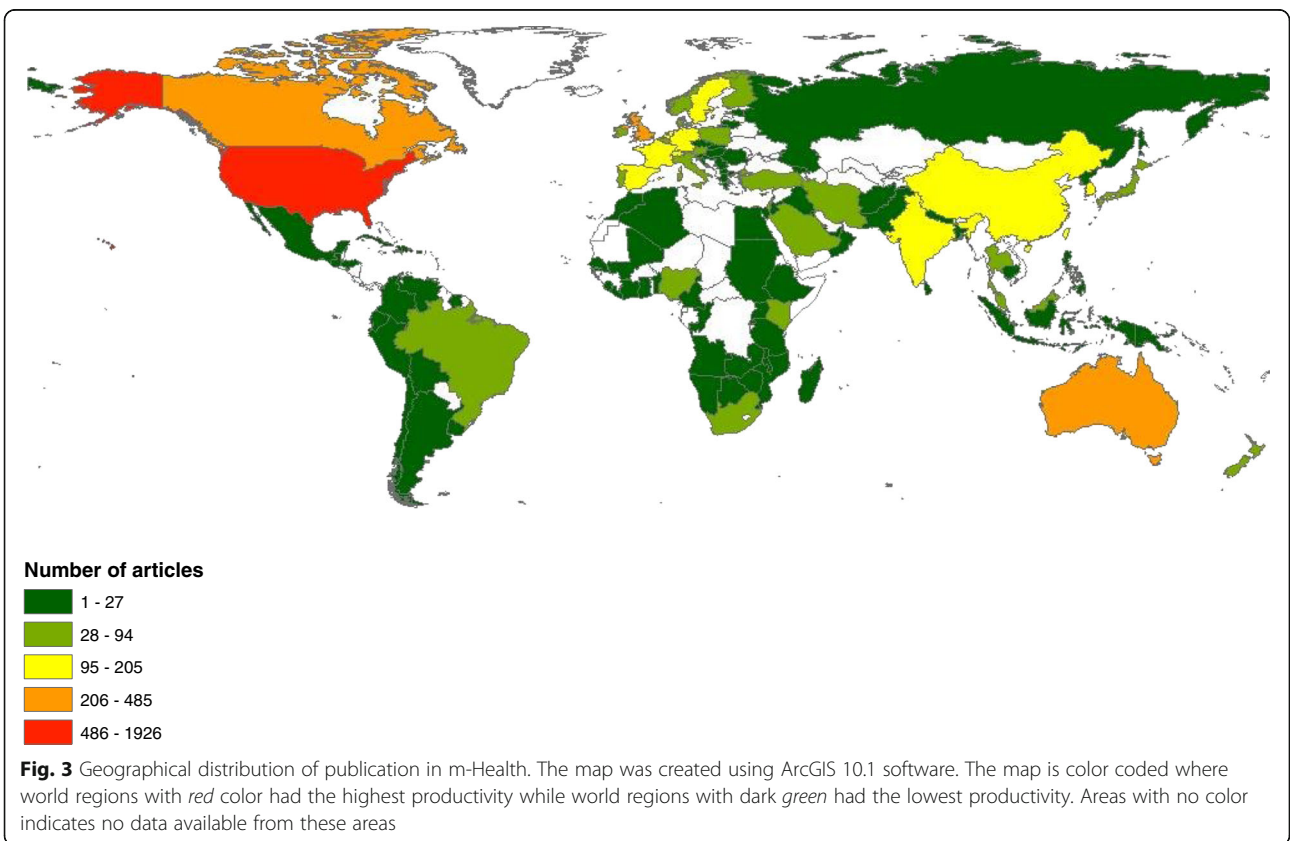 Number of articles
1 - 27
28 - 94
95 - 205
206 - 485
486 - 1926
Fig. 3 Geographical distribution of publication in m-Health. The map was created using ArcGIS 10.1 software. The map is color coded where
world regions with red color had the highest productivity while world regions with dark green had the lowest productivity. Areas with no color
indicates no data available from these areas